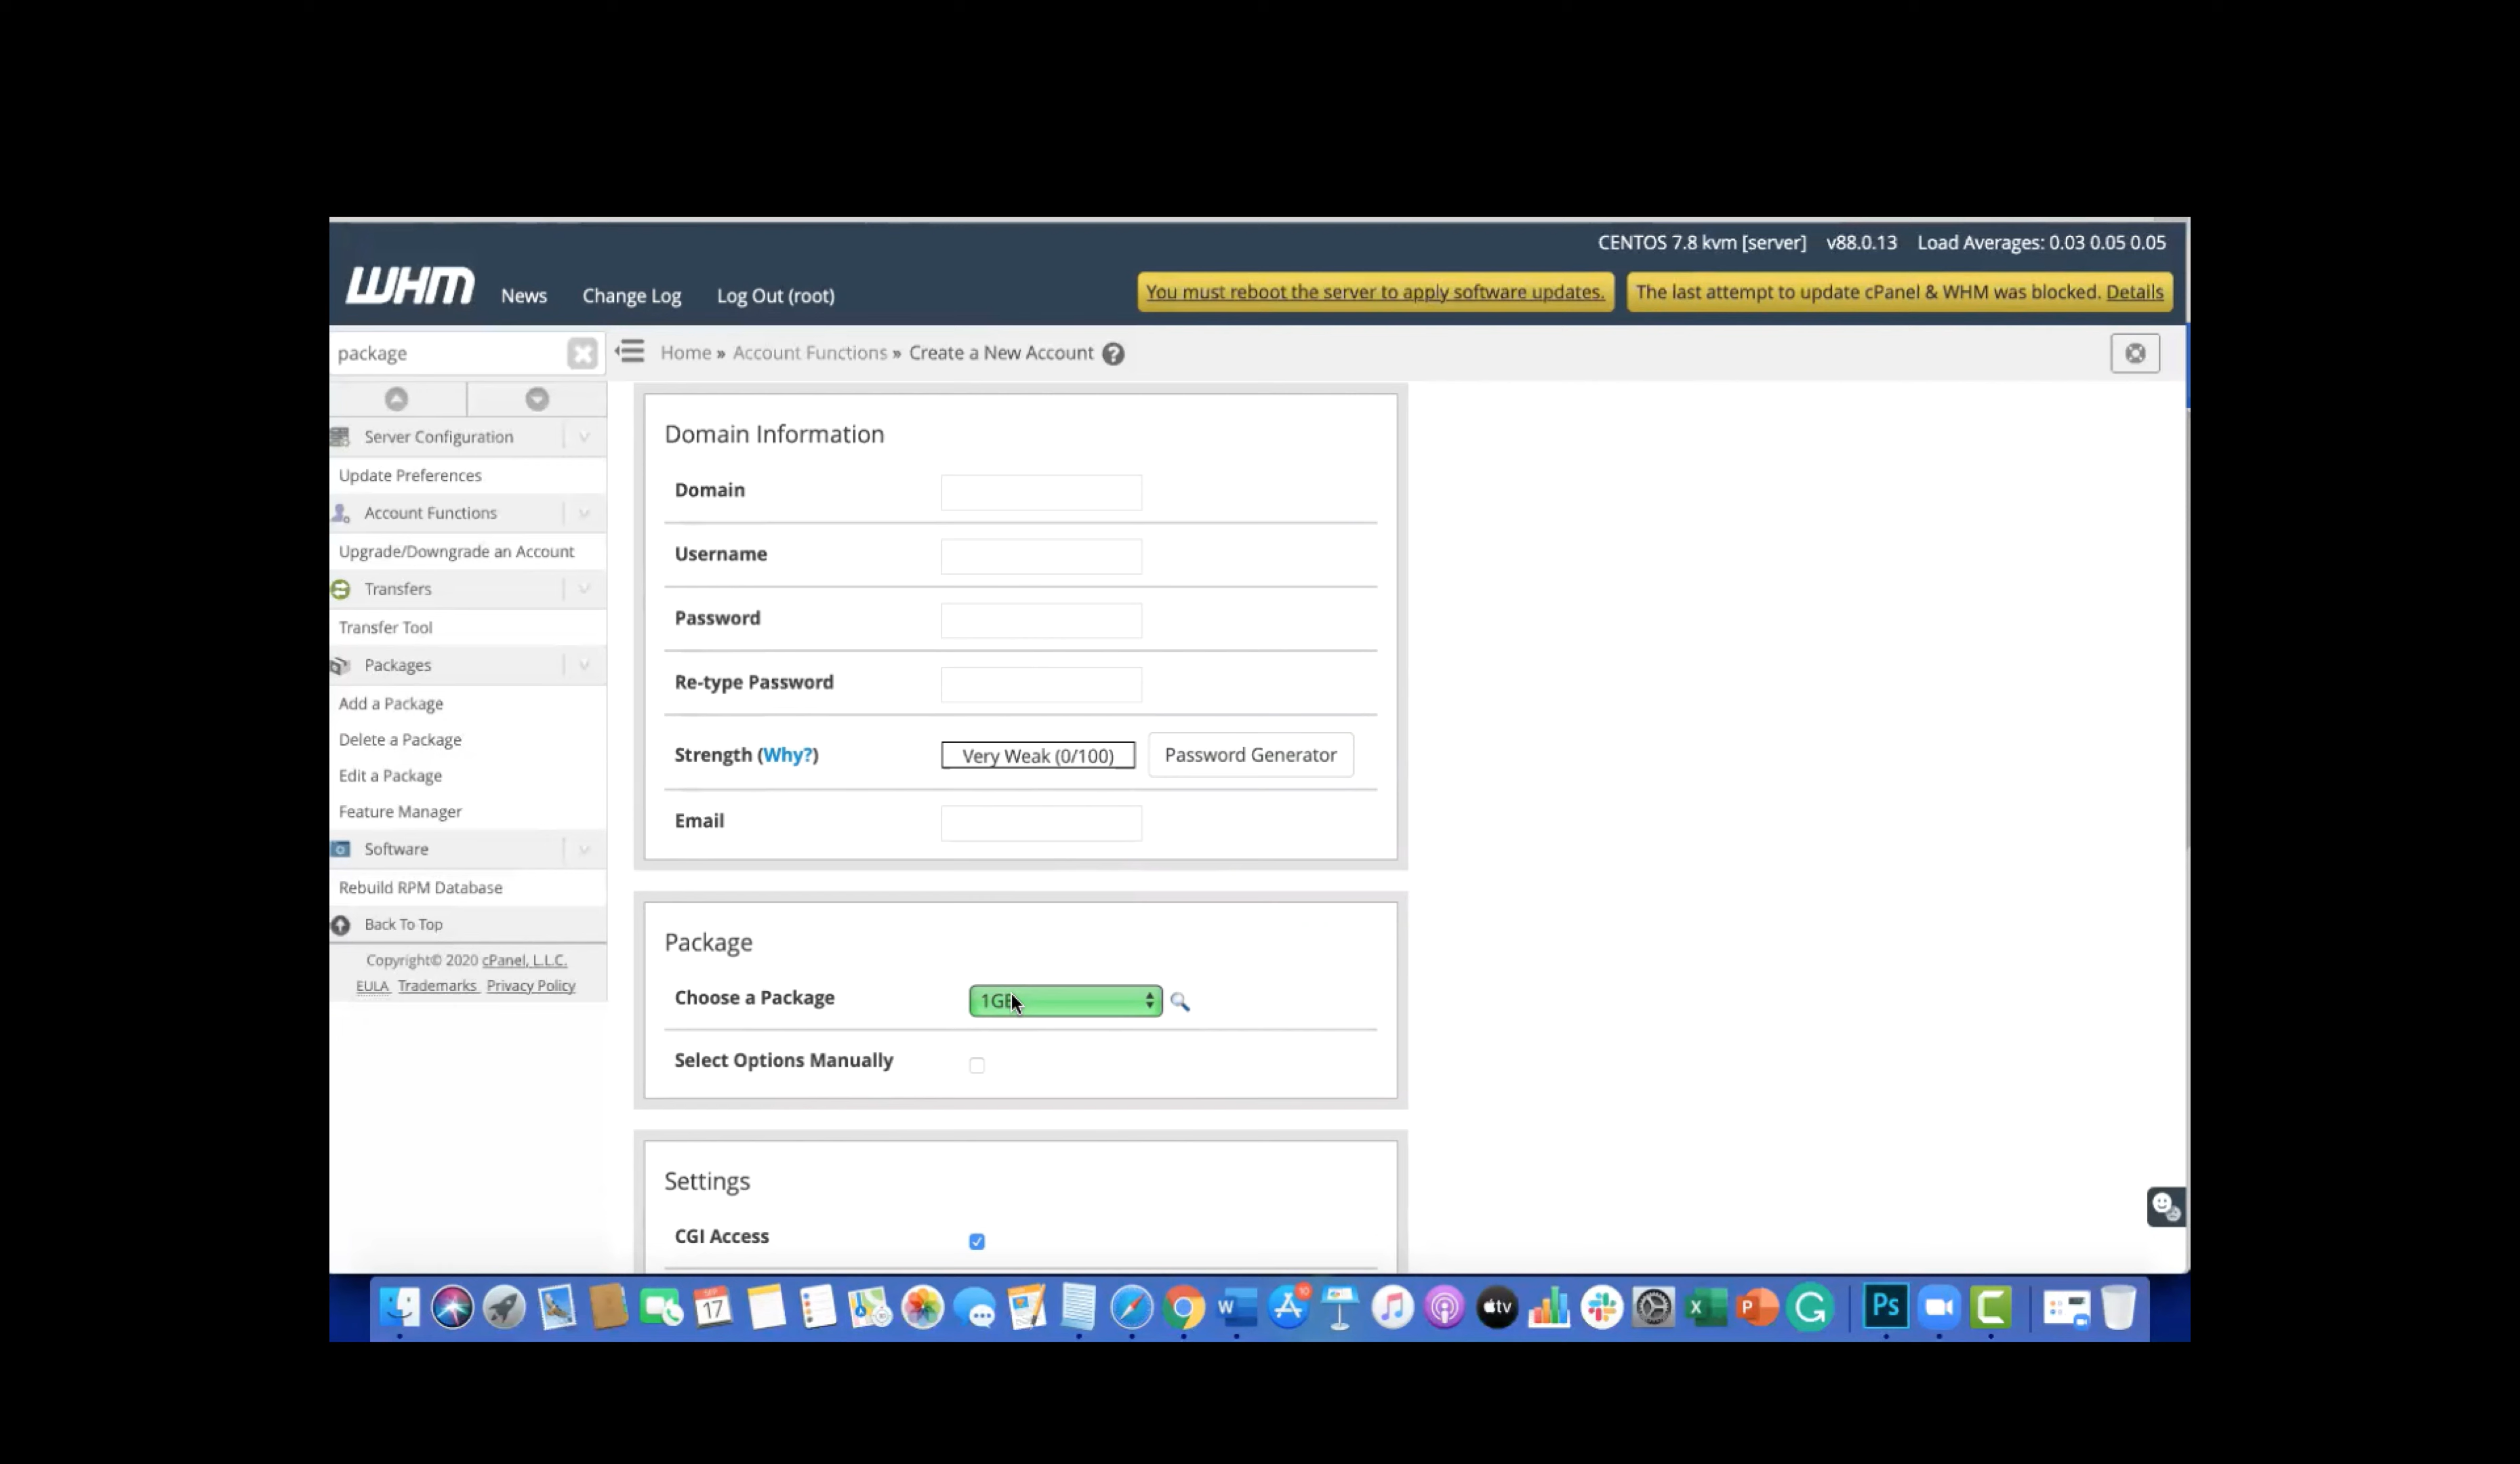 CENTOS 7.8 kvm [server] v88.0.13 Load Averages: 0.03 0.05 0.05
WHM News Change Log Log Out (root) You must reboot the server to apply software updates. The last attempt to update cPanel & WHM was blocked. Details
package
Home » Account Functions » Create a New Account
Server Configuration
Update Preferences
Account Functions
Upgrade/Downgrade an Account
Transfers
Transfer Tool
Packages
Add a Package
Delete a Package
Edit a Package
Feature Manager
Software
Rebuild RPM Database
Back To Top
Copyright© 2020 cPanel, L.L.C.
EULA Trademarks Privacy Policy
Domain Information
Domain
Username
Password
Re-type Password
Strength (Why?) Very Weak (0/100) Password Generator
Email
Package
Choose a Package
Select Options Manually
Settings
CGI Access
17
W
tv
X
P
G
Ps
C